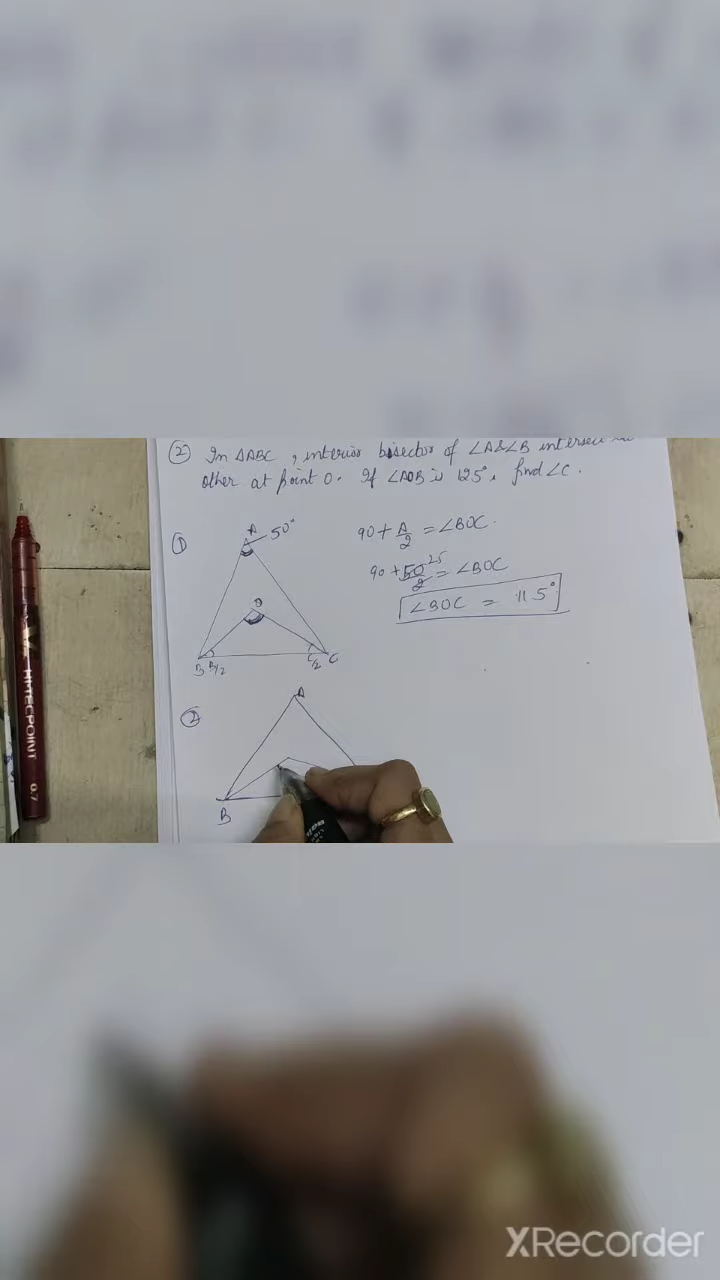 ② In ΔABC, interior bisector of ∠A&∠B intersect
other at point O. If ∠AOB is 125°, find ∠C.
①
A 50°
O
B B/2 C/2 C
90 + A/2 = ∠BOC.
90 + 50/2 25 = ∠BOC
∠BOC = 115°
②
A
B
HI-TECPOINT
0.7
XRecorder